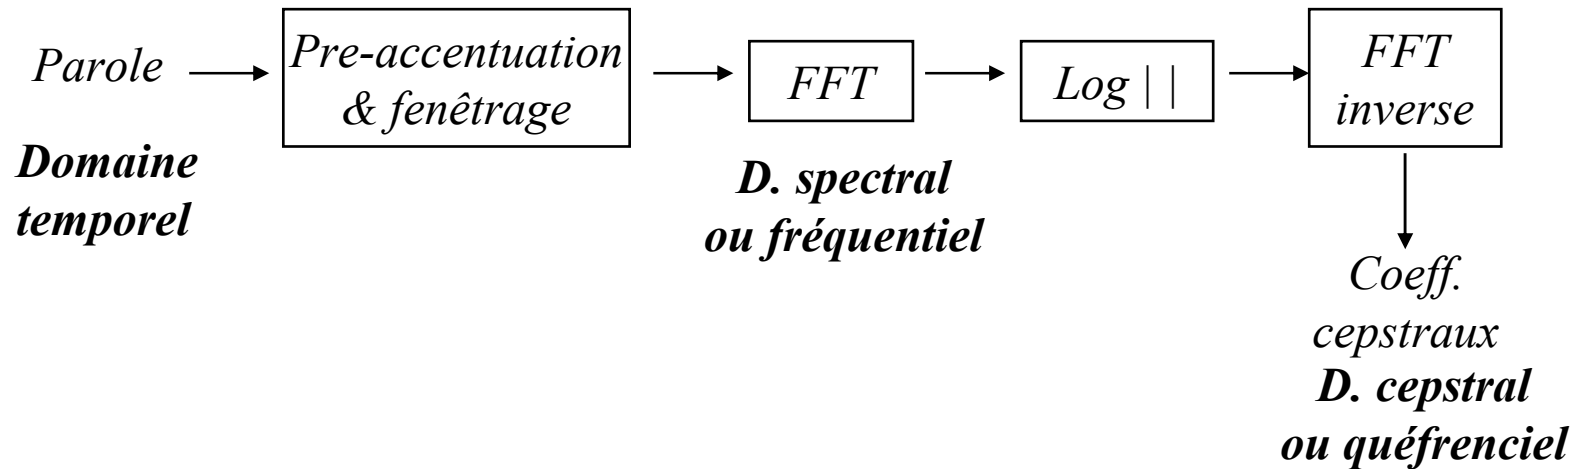 Parole
Domaine
temporel
Pre-accentuation
& fenêtrage
FFT
D. spectral
ou fréquentiel
Log | |
FFT
inverse
Coeff.
cepstraux
D. cepstral
ou quéfrenciel